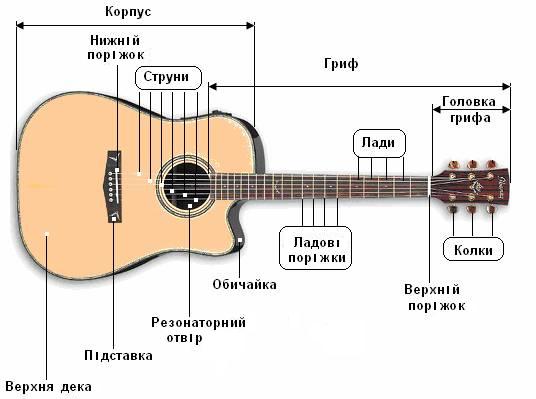 Корпус
Нижній
поріжок
Струни
Гриф
Головка
грифа
Лади
Ладові
поріжки
Колки
Обичайка
Верхній
поріжок
Резонаторний
отвір
Підставка
Верхня дека